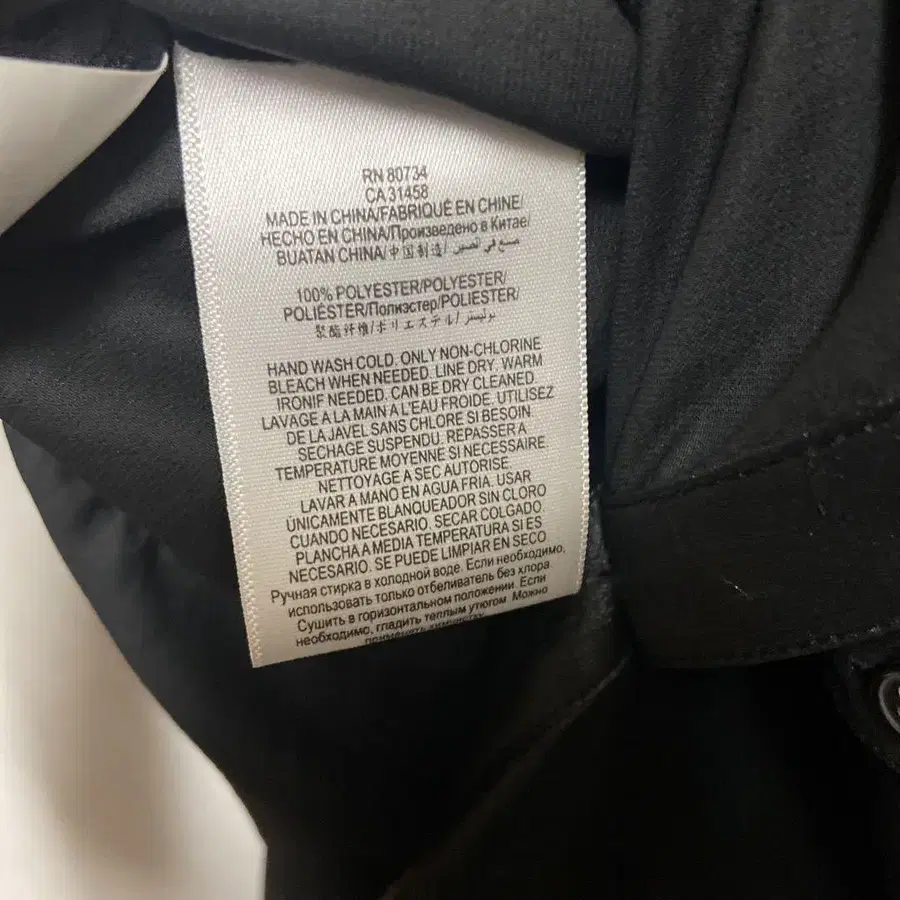 RN 80734
CA 31458
MADE IN CHINA/FABRIQUÉ EN CHINE/
HECHO EN CHINA/Произведено в Китае/
BUATAN CHINA/中国制造/صنع في الصين
100% POLYESTER/POLYESTER/
POLIÉSTER/Полиэстер/POLIESTER/
聚酯纤维/ポリエステル/بوليستر
HAND WASH COLD. ONLY NON-CHLORINE
BLEACH WHEN NEEDED. LINE DRY. WARM
IRONIF NEEDED. CAN BE DRY CLEANED.
LAVAGE A LA MAIN A L'EAU FROIDE. UTILISEZ
DE LA JAVEL SANS CHLORE SI BESOIN.
SECHAGE SUSPENDU. REPASSER A
TEMPERATURE MOYENNE SI NECESSAIRE.
NETTOYAGE A SEC AUTORISE.
LAVAR A MANO EN AGUA FRIA. USAR
ÚNICAMENTE BLANQUEADOR SIN CLORO
CUANDO NECESARIO. SECAR COLGADO.
PLANCHA A MEDIA TEMPERATURA SI ES
NECESARIO. SE PUEDE LIMPIAR EN SECO
Ручная стирка в холодной воде. Если необходимо,
использовать только отбеливатель без хлора
Сушить в горизонтальном положении. Если
необходимо, гладить теплым утюгом. Можно
применять химчистку